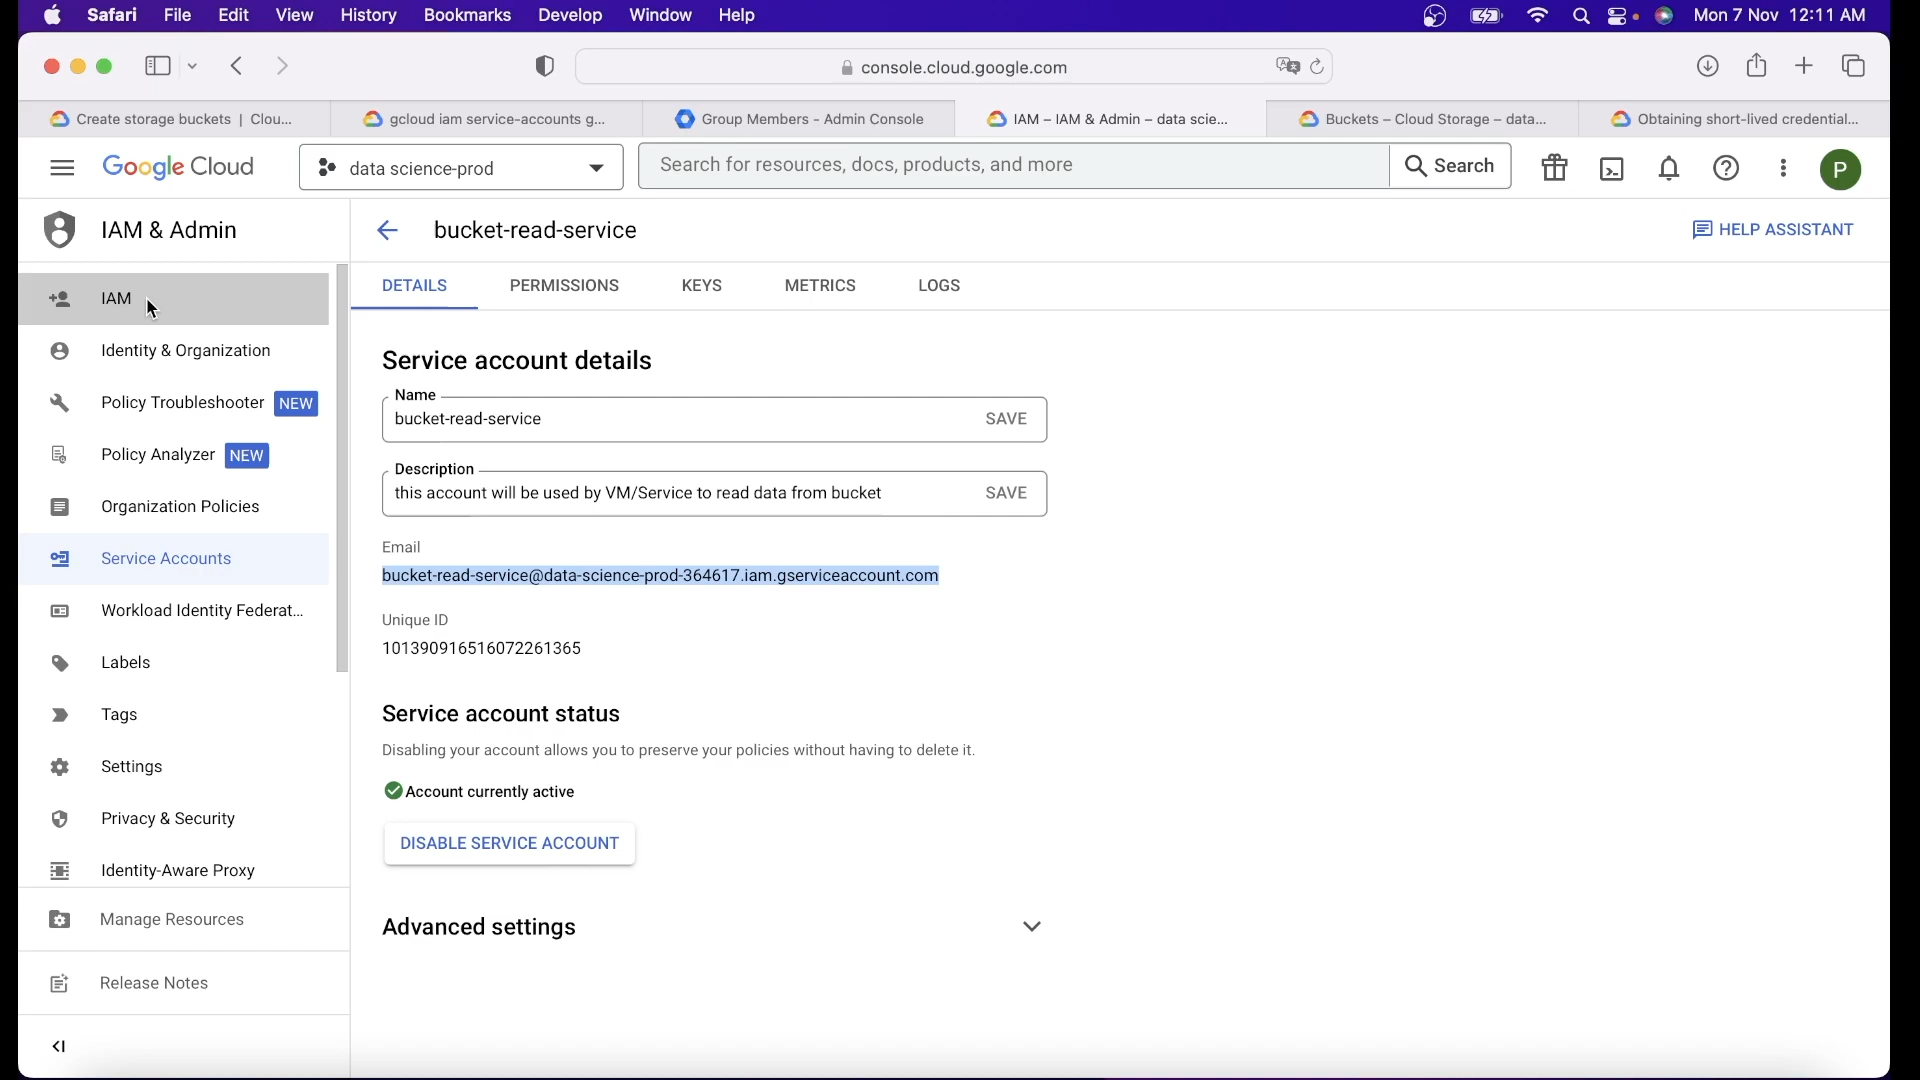 Safari File Edit View History Bookmarks Develop Window Help Mon 7 Nov 12:11 AM
console.cloud.google.com
Create storage buckets | Clou... gcloud iam service-accounts g... Group Members - Admin Console IAM – IAM & Admin – data scie... Buckets – Cloud Storage – data... Obtaining short-lived credential...
Google Cloud data science-prod Search for resources, docs, products, and more Search P
IAM & Admin
bucket-read-service
HELP ASSISTANT
IAM
Identity & Organization
Policy Troubleshooter NEW
Policy Analyzer NEW
Organization Policies
Service Accounts
Workload Identity Federat...
Labels
Tags
Settings
Privacy & Security
Identity-Aware Proxy
Manage Resources
Release Notes
DETAILS PERMISSIONS KEYS METRICS LOGS
Service account details
Name
bucket-read-service SAVE
Description
this account will be used by VM/Service to read data from bucket SAVE
Email
bucket-read-service@data-science-prod-364617.iam.gserviceaccount.com
Unique ID
101390916516072261365
Service account status
Disabling your account allows you to preserve your policies without having to delete it.
Account currently active
DISABLE SERVICE ACCOUNT
Advanced settings